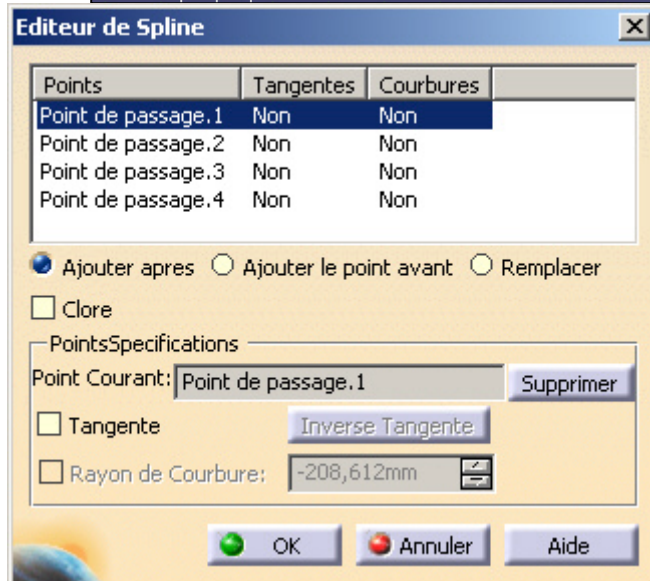 Editeur de Spline
Points Tangentes Courbures
Point de passage.1 Non Non
Point de passage.2 Non Non
Point de passage.3 Non Non
Point de passage.4 Non Non
Ajouter apres Ajouter le point avant Remplacer
Clore
PointsSpecifications
Point Courant: Point de passage.1 Supprimer
Tangente Inverse Tangente
Rayon de Courbure: -208,612mm
OK Annuler Aide